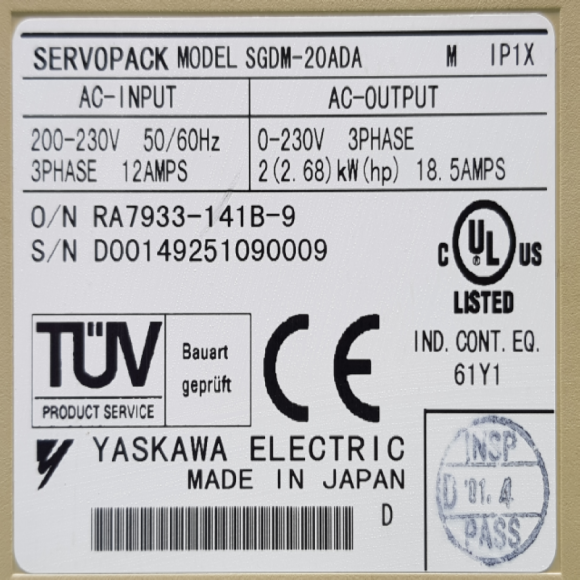 SERVOPACK MODEL SGDM-20ADA M IP1X
AC-INPUT AC-OUTPUT
200-230V 50/60Hz 0-230V 3PHASE
3PHASE 12AMPS 2(2.68)kW(hp) 18.5AMPS
O/N RA7933-141B-9
S/N D00149251090009
C UL US
LISTED
IND. CONT. EQ.
61Y1
TÜV
PRODUCT SERVICE
Bauart
geprüft
CE
YASKAWA ELECTRIC
MADE IN JAPAN
D
INSP
D '01.4
PASS